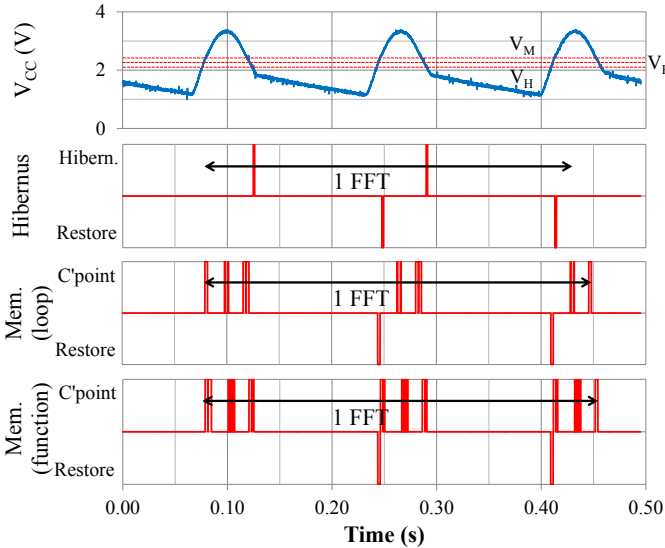 V_CC (V)
4
2
0
V_M
V_H
Hibernus
Hibern.
Restore
1 FFT
Mem.
(loop)
C'point
Restore
1 FFT
Mem.
(function)
C'point
Restore
1 FFT
0.00 0.10 0.20 0.30 0.40 0.50
Time (s)